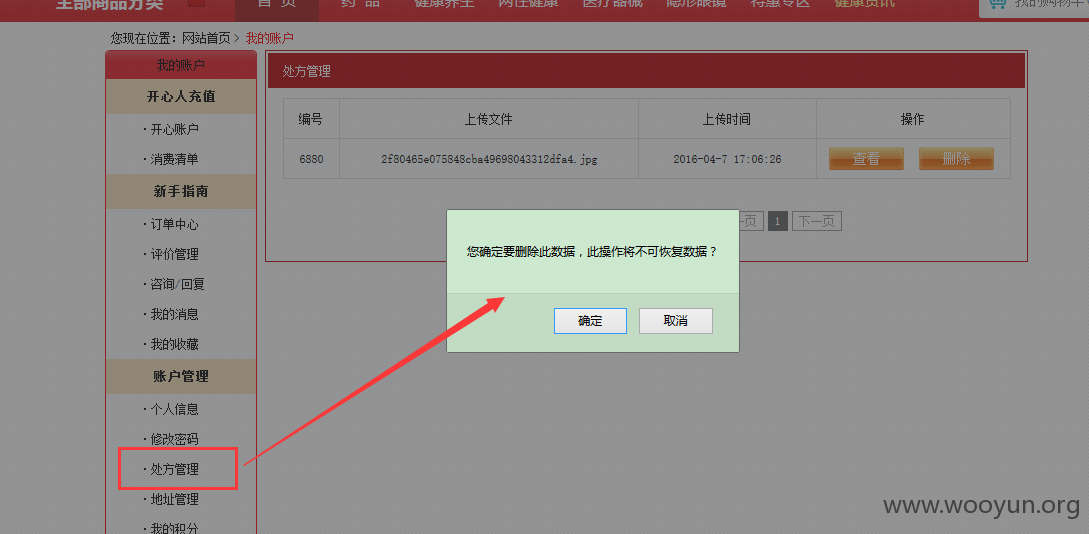 全部商品分类 首 页 药 品 健康养生 两性健康 医疗器械 隐形眼镜 特惠专区 健康资讯 我的购物车
您现在位置：网站首页 > 我的账户
我的账户
开心人充值
·开心账户
·消费清单
新手指南
·订单中心
·评价管理
·咨询/回复
·我的消息
·我的收藏
账户管理
·个人信息
·修改密码
·处方管理
·地址管理
·我的积分
处方管理
编号 上传文件 上传时间 操作
6880 2f80465e075848cba49698043312dfa4.jpg 2016-04-7 17:06:26 查看 删除
页 1 下一页
您确定要删除此数据，此操作将不可恢复数据？
确定 取消
www.wooyun.org